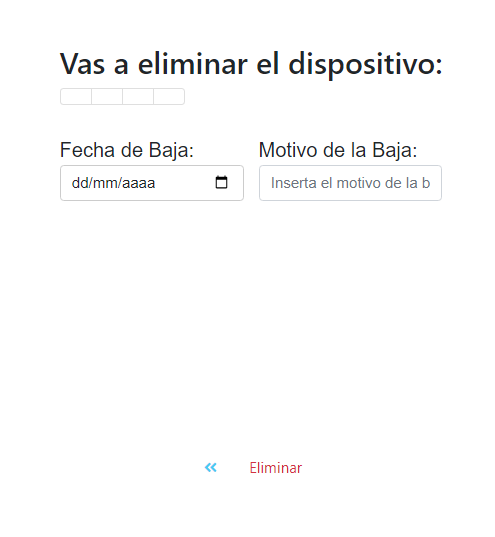 Vas a eliminar el dispositivo:
Fecha de Baja: Motivo de la Baja:
dd/mm/aaaa Inserta el motivo de la b
« Eliminar